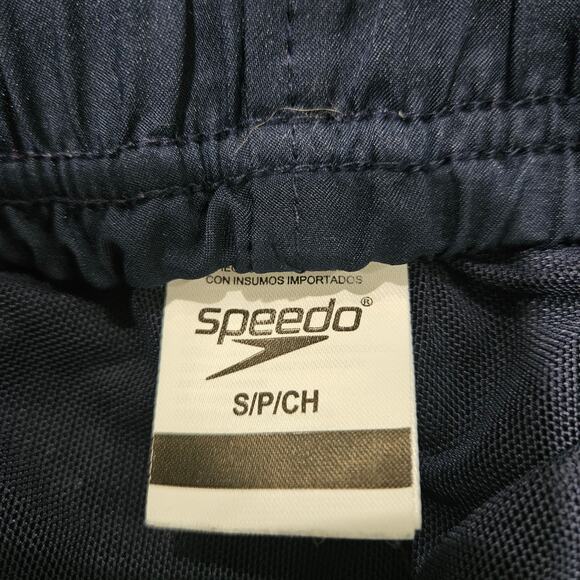 CON INSUMOS IMPORTADOS
speedo®
S/P/CH